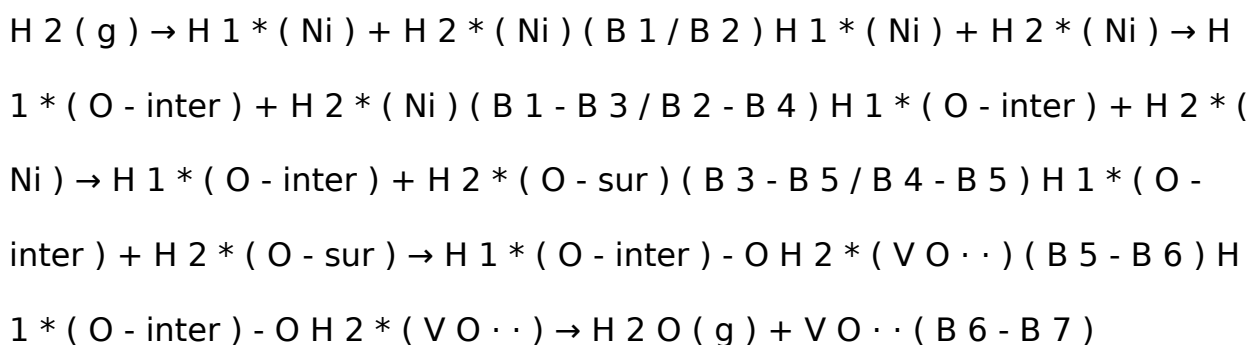 H 2 ( g ) → H 1 * ( Ni ) + H 2 * ( Ni ) ( B 1 / B 2 ) H 1 * ( Ni ) + H 2 * ( Ni ) → H
1 * ( O - inter ) + H 2 * ( Ni ) ( B 1 - B 3 / B 2 - B 4 ) H 1 * ( O - inter ) + H 2 * (
Ni ) → H 1 * ( O - inter ) + H 2 * ( O - sur ) ( B 3 - B 5 / B 4 - B 5 ) H 1 * ( O -
inter ) + H 2 * ( O - sur ) → H 1 * ( O - inter ) - O H 2 * ( V O · · ) ( B 5 - B 6 ) H
1 * ( O - inter ) - O H 2 * ( V O · · ) → H 2 O ( g ) + V O · · ( B 6 - B 7 )